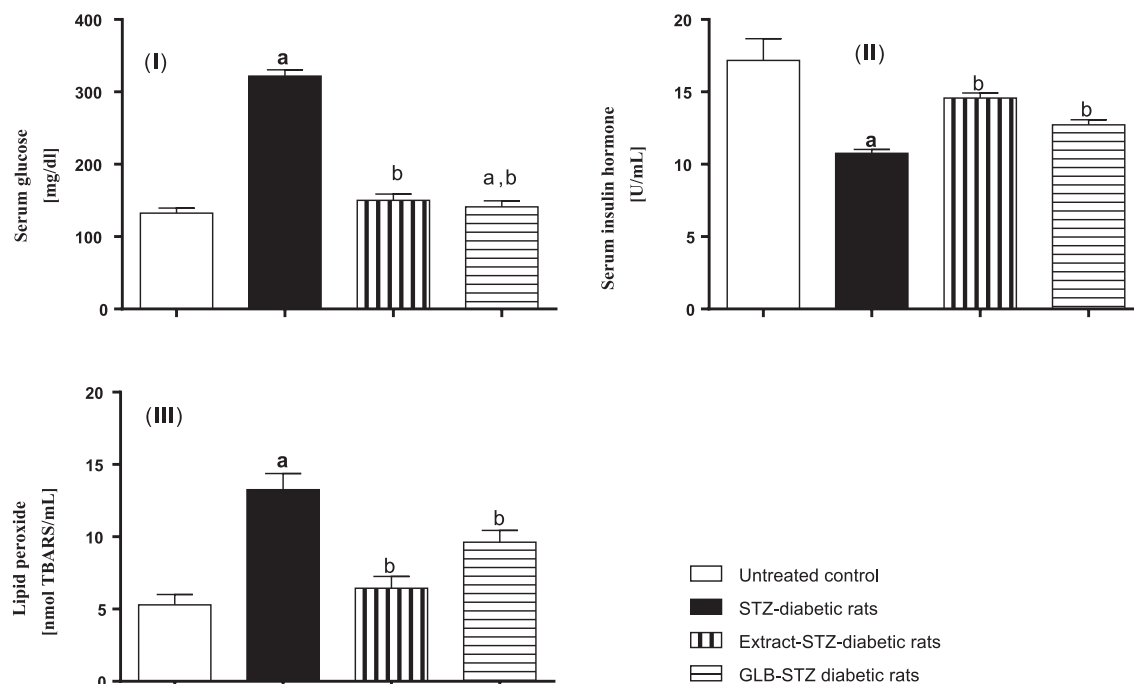 400
300
200
100
0
Serum glucose
[mg/dl]
(I)
a
b
a,b
20
15
10
5
0
Serum insulin hormone
[U/mL]
(II)
a
b
b
20
15
10
5
0
Lipid peroxide
[nmol TBARS/mL]
(III)
a
b
b
Untreated control
STZ-diabetic rats
Extract-STZ-diabetic rats
GLB-STZ diabetic rats